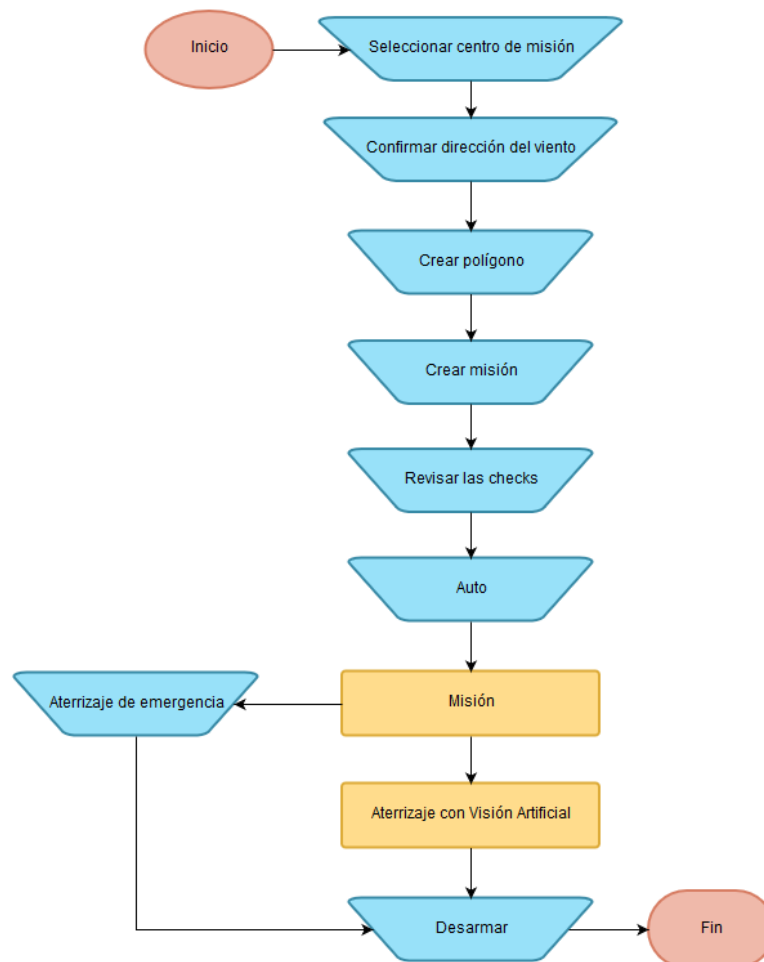 Inicio
Seleccionar centro de misión
Confirmar dirección del viento
Crear polígono
Crear misión
Revisar las checks
Auto
Misión
Aterrizaje de emergencia
Aterrizaje con Visión Artificial
Desarmar
Fin